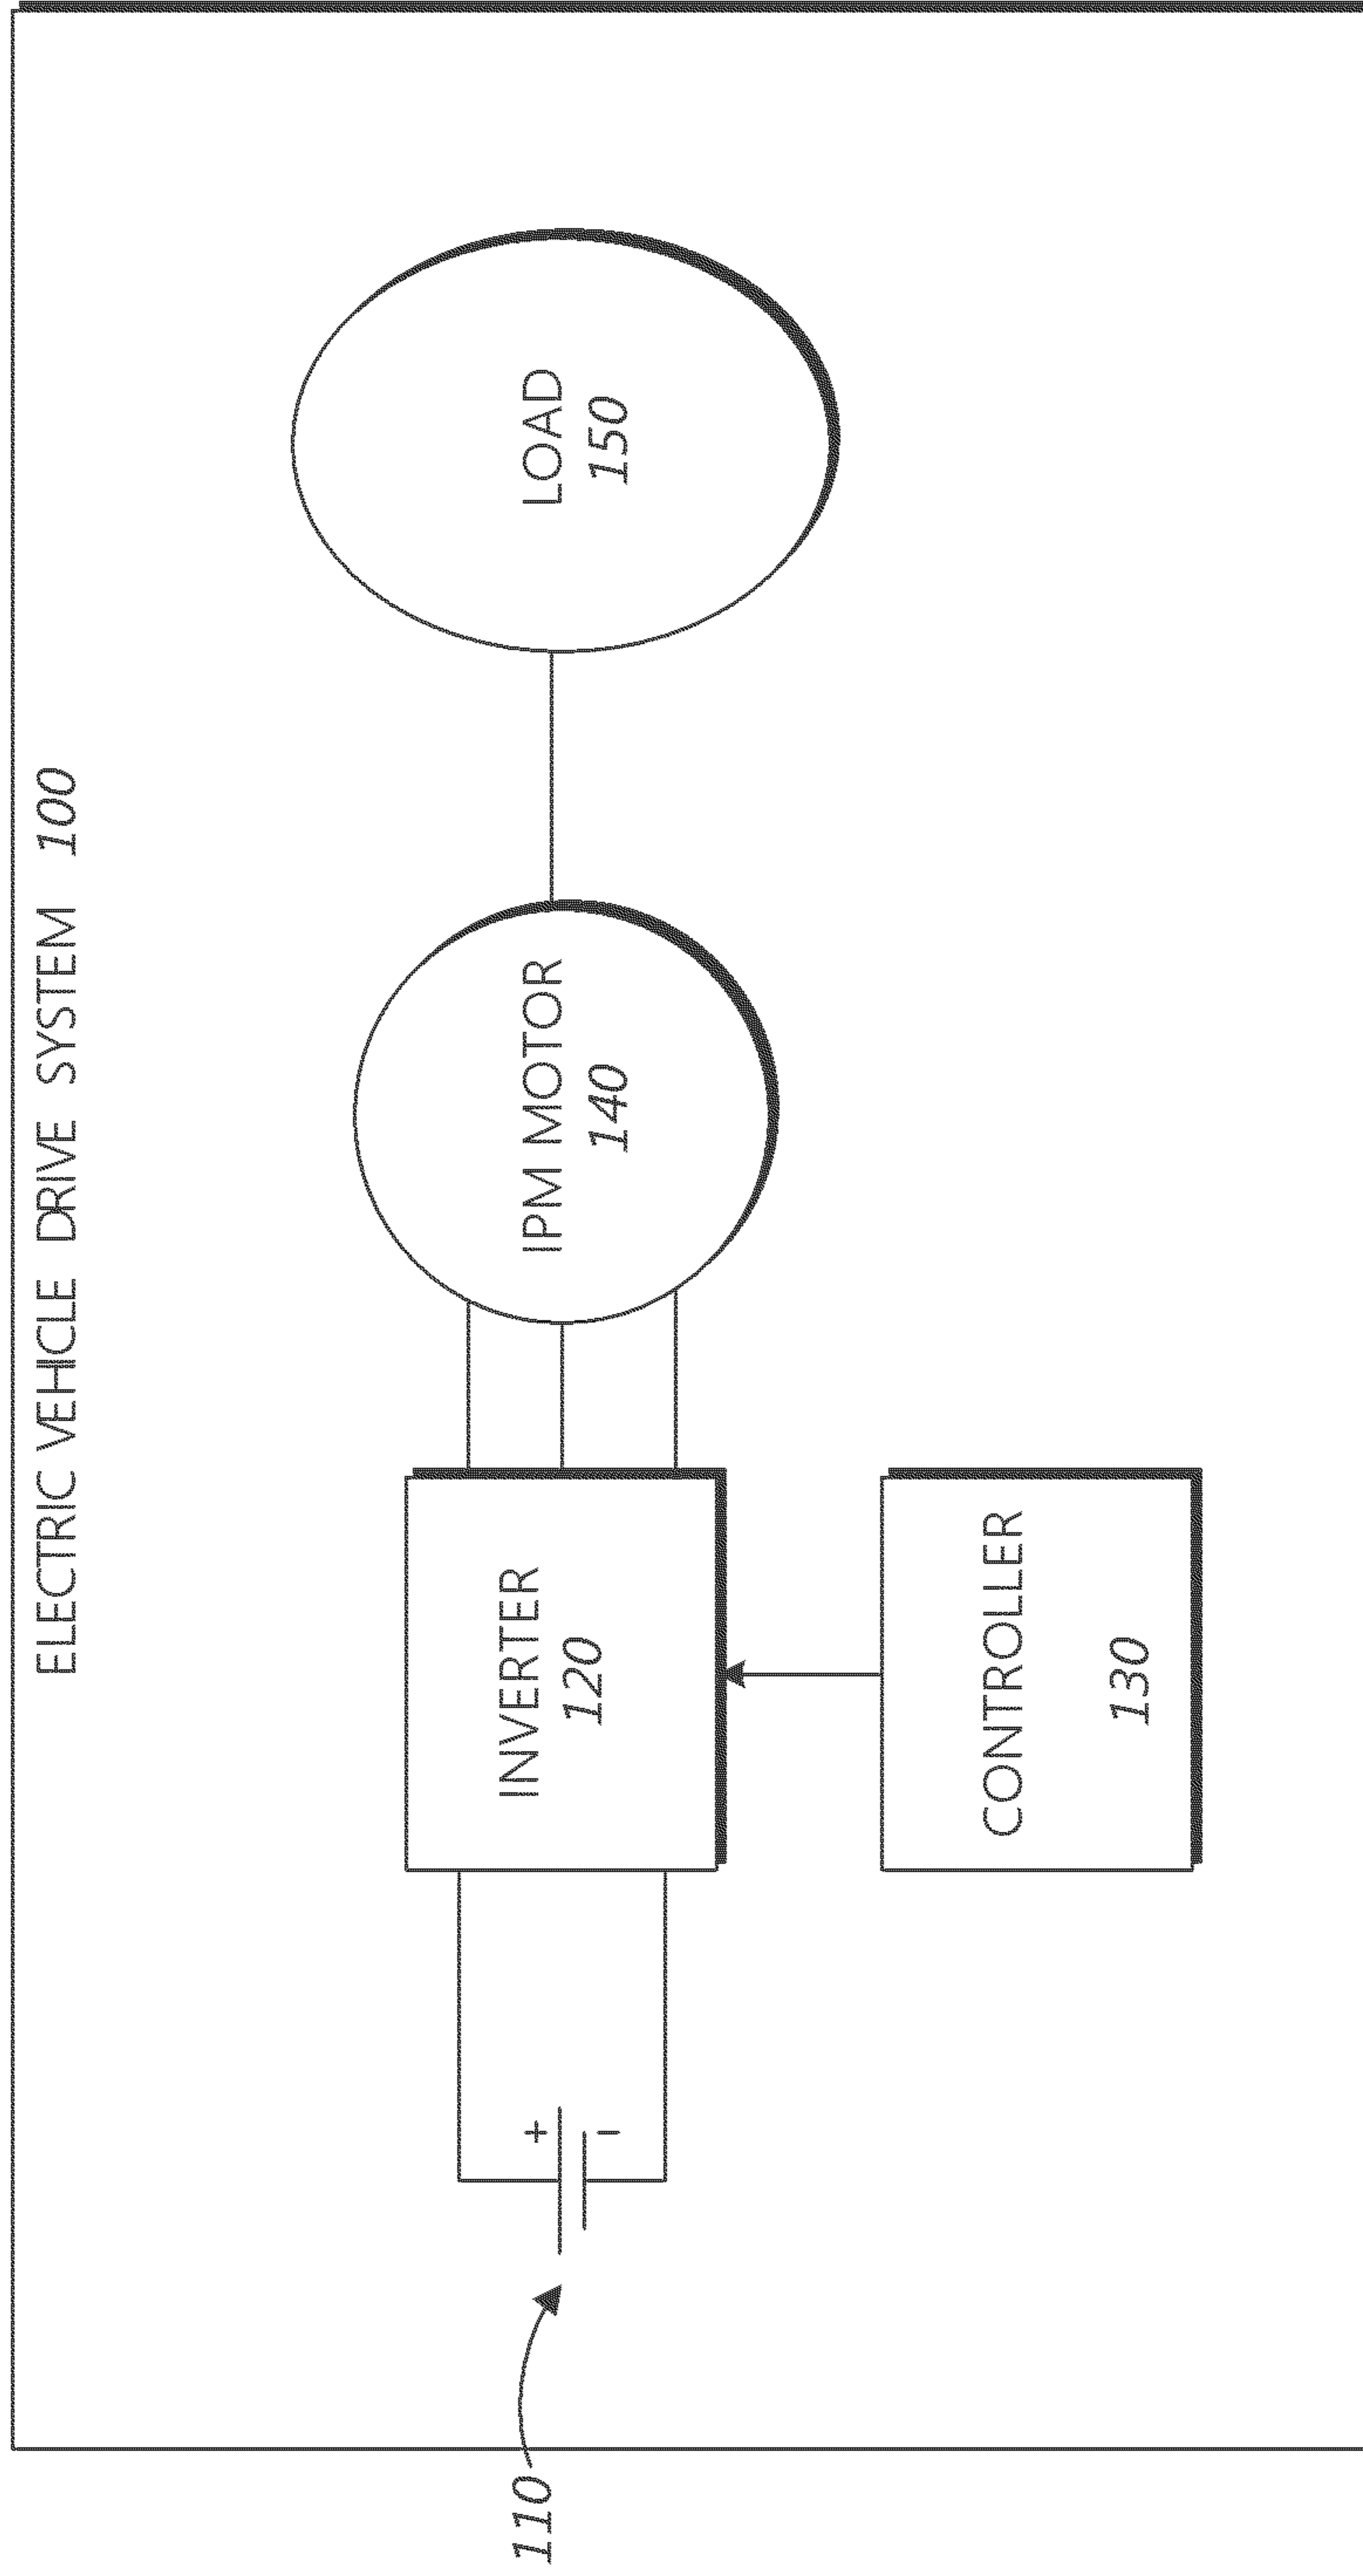 ELECTRIC VEHICLE DRIVE SYSTEM 100
110
+
–
INVERTER
120
IPM MOTOR
140
LOAD
150
CONTROLLER
130